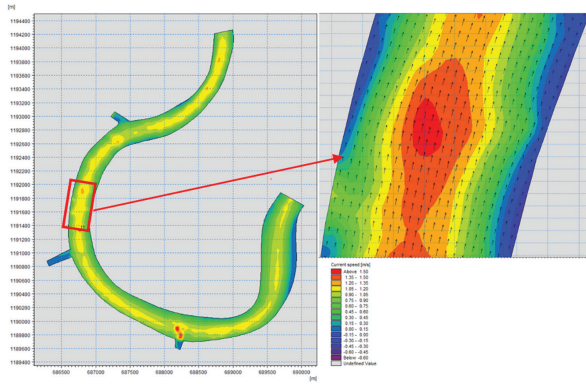 [m]
1194400
1194200
1194000
1193800
1193600
1193400
1193200
1193000
1192800
1192600
1192400
1192200
1192000
1191800
1191600
1191400
1191200
1191000
1190800
1190600
1190400
1190200
1190000
1189800
1189600
1189400
686500 687000 687500 688000 688500 689000 689500 690000
[m]
Current speed [m/s]
Above 1.50
1.35 - 1.50
1.20 - 1.35
1.05 - 1.20
0.90 - 1.05
0.75 - 0.90
0.60 - 0.75
0.45 - 0.60
0.30 - 0.45
0.15 - 0.30
0.00 - 0.15
-0.15 - 0.00
-0.30 - -0.15
-0.45 - -0.30
-0.60 - -0.45
Below -0.60
Undefined Value